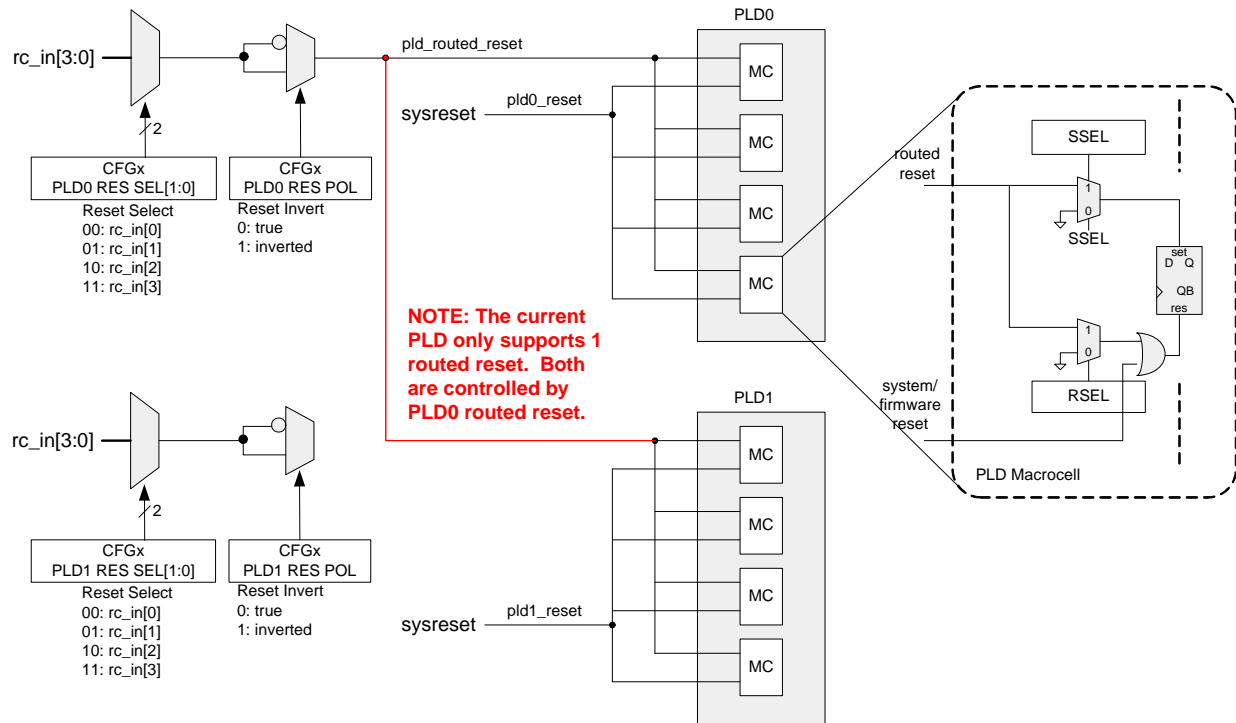 PLD0
rc_in[3:0]
pld_routed_reset
MC
sysreset
pld0_reset
2
CFGx
PLD0 RES SEL[1:0]
Reset Select
00: rc_in[0]
01: rc_in[1]
10: rc_in[2]
11: rc_in[3]
CFGx
PLD0 RES POL
Reset Invert
0: true
1: inverted
MC
MC
MC
NOTE: The current
PLD only supports 1
routed reset. Both
are controlled by
PLD0 routed reset.
routed
reset
SSEL
1
0
SSEL
set
D Q
QB
res
1
0
RSEL
system/
firmware
reset
PLD Macrocell
PLD1
rc_in[3:0]
MC
2
CFGx
PLD1 RES SEL[1:0]
Reset Select
00: rc_in[0]
01: rc_in[1]
10: rc_in[2]
11: rc_in[3]
CFGx
PLD1 RES POL
Reset Invert
0: true
1: inverted
MC
MC
sysreset
pld1_reset
MC